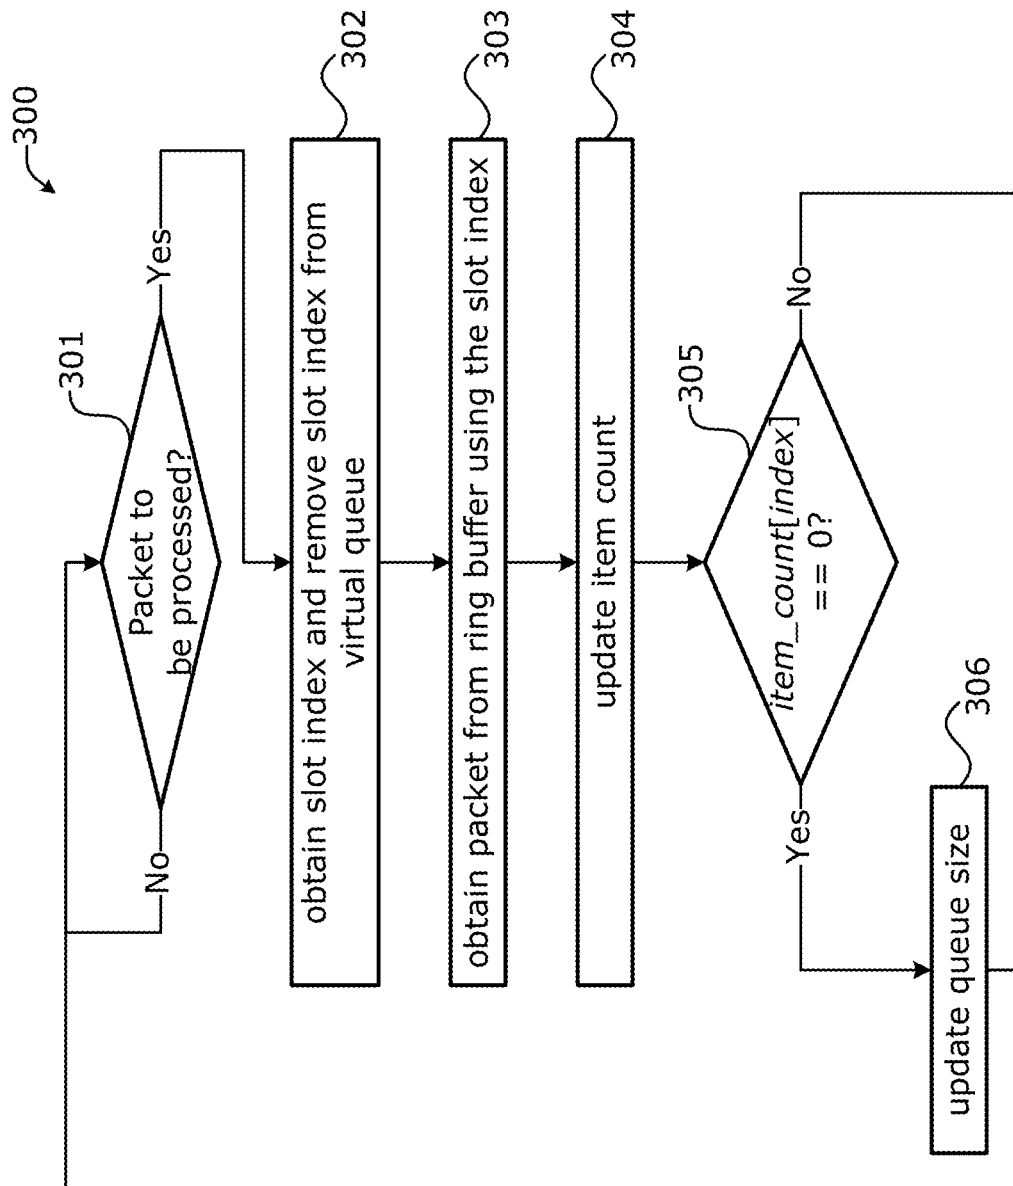 300
Packet to
be processed?
301
Yes
No
obtain slot index and remove slot index from
virtual queue
302
obtain packet from ring buffer using the slot index
303
update item count
304
item_count[index]
== 0?
305
No
Yes
update queue size
306